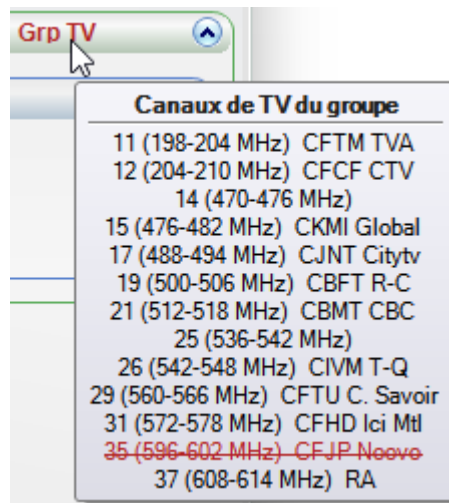 Grp TV
Canaux de TV du groupe
11 (198-204 MHz) CFTM TVA
12 (204-210 MHz) CFCF CTV
14 (470-476 MHz)
15 (476-482 MHz) CKMI Global
17 (488-494 MHz) CJNT Citytv
19 (500-506 MHz) CBFT R-C
21 (512-518 MHz) CBMT CBC
25 (536-542 MHz)
26 (542-548 MHz) CIVM T-Q
29 (560-566 MHz) CFTU C. Savoir
31 (572-578 MHz) CFHD Ici Mtl
35 (596-602 MHz) CFJP Noovo
37 (608-614 MHz) RA